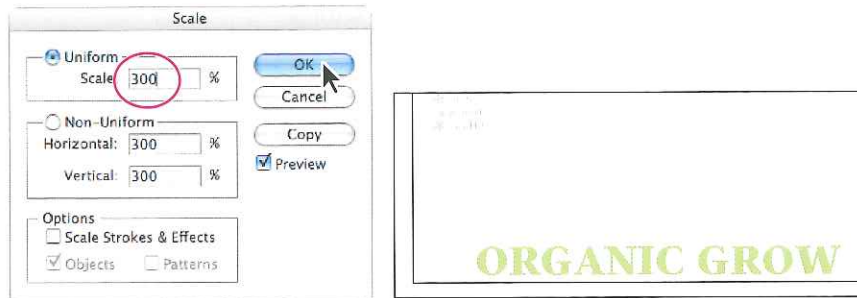 Scale
Uniform
Scale: 300 %
OK
Cancel
Non-Uniform
Horizontal: 300 %
Copy
Vertical: 300 %
Preview
Options
Scale Strokes & Effects
Objects Patterns
ORGANIC GROW